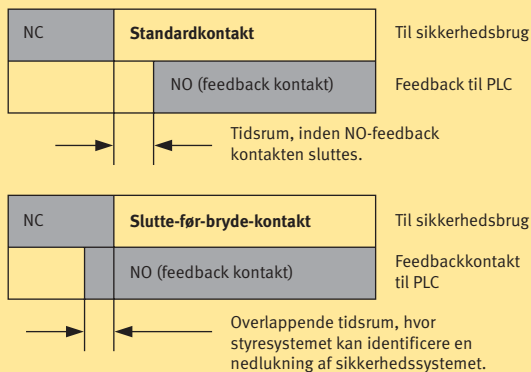 NC
Standardkontakt
Til sikkerhedsbrug
NO (feedback kontakt)
Feedback til PLC
Tidsrum, inden NO-feedback
kontakten sluttes.
NC
Slutte-før-bryde-kontakt
Til sikkerhedsbrug
NO (feedback kontakt)
Feedbackkontakt
til PLC
Overlappende tidsrum, hvor
styresystemet kan identificere en
nedlukning af sikkerhedssystemet.